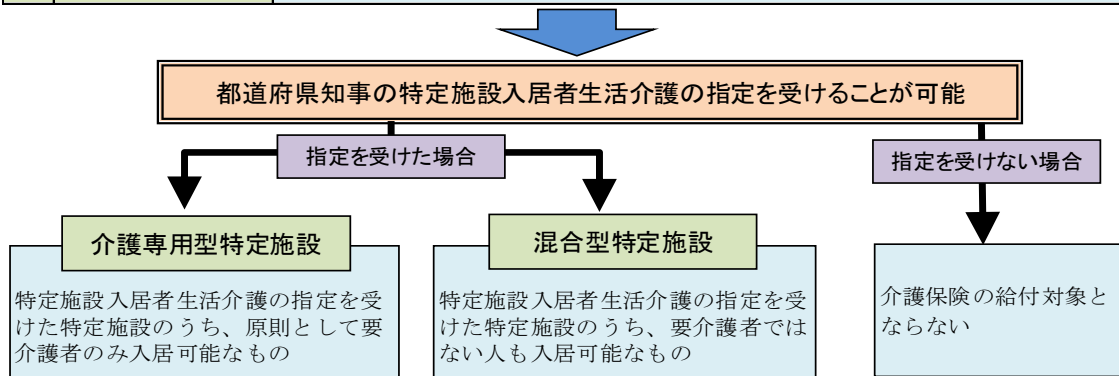 都道府県知事の特定施設入居者生活介護の指定を受けることが可能
指定を受けた場合
指定を受けない場合
介護専用型特定施設
特定施設入居者生活介護の指定を受
けた特定施設のうち、原則として要
介護者のみ入居可能なもの
混合型特定施設
特定施設入居者生活介護の指定を受
けた特定施設のうち、要介護者では
ない人も入居可能なもの
介護保険の給付対象と
ならない